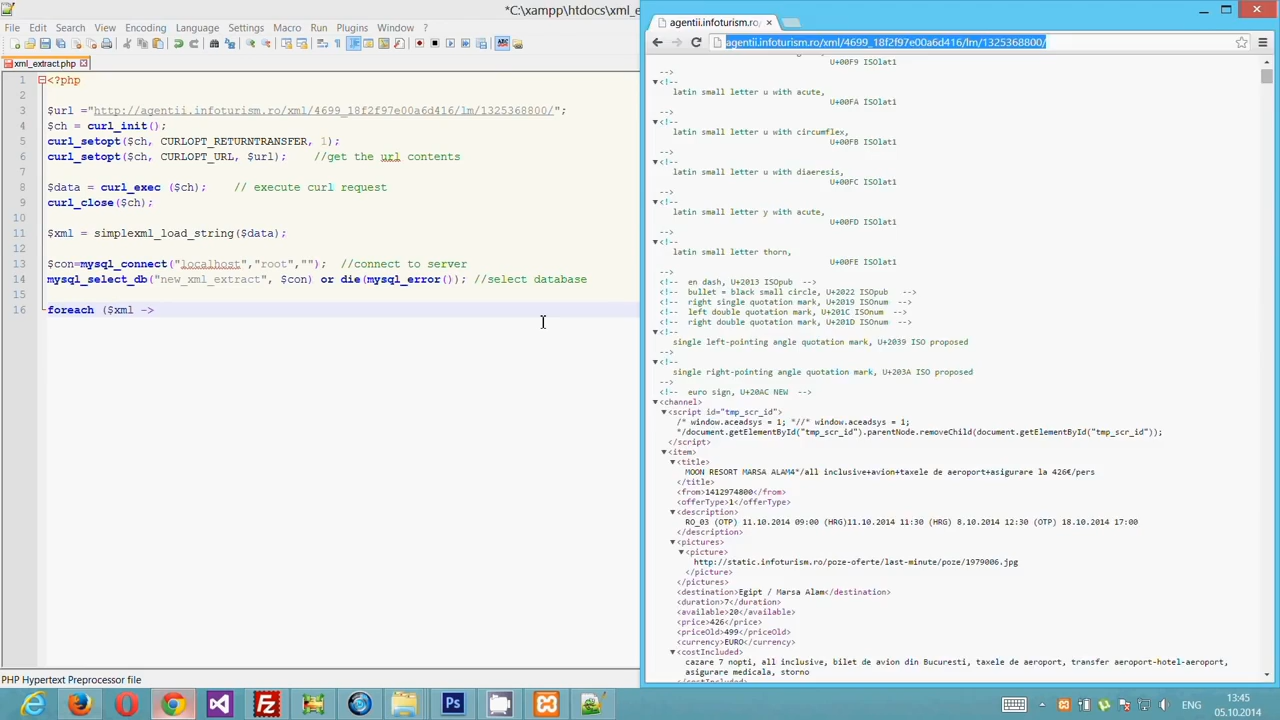 *C:\xampp\htdocs\xml_e
File Edit Search View Encoding Language Settings Macro Run Plugins Window ?
xml_extract.php
1 <?php
2
3 $url ="http://agentii.infoturism.ro/xml/4699_18f2f97e00a6d416/lm/1325368800/";
4 $ch = curl_init();
5 curl_setopt($ch, CURLOPT_RETURNTRANSFER, 1);
6 curl_setopt($ch, CURLOPT_URL, $url); //get the url contents
7
8 $data = curl_exec ($ch); // execute curl request
9 curl_close($ch);
10
11 $xml = simplexml_load_string($data);
12
13 $con=mysql_connect("localhost","root",""); //connect to server
14 mysql_select_db("new_xml_extract", $con) or die(mysql_error()); //select database
15
16 foreach ($xml ->
PHP Hypertext Preprocessor file
agentii.infoturism.ro/
agentii.infoturism.ro/xml/4699_18f2f97e00a6d416/lm/1325368800/
U+00F9 ISOlat1
-->
<!--
latin small letter u with acute,
U+00FA ISOlat1
-->
<!--
latin small letter u with circumflex,
U+00FB ISOlat1
-->
<!--
latin small letter u with diaeresis,
U+00FC ISOlat1
-->
<!--
latin small letter y with acute,
U+00FD ISOlat1
-->
<!--
latin small letter thorn,
U+00FE ISOlat1
-->
<!-- en dash, U+2013 ISOpub -->
<!-- bullet = black small circle, U+2022 ISOpub -->
<!-- right single quotation mark, U+2019 ISOnum -->
<!-- left double quotation mark, U+201C ISOnum -->
<!-- right double quotation mark, U+201D ISOnum -->
<!--
single left-pointing angle quotation mark, U+2039 ISO proposed
-->
<!--
single right-pointing angle quotation mark, U+203A ISO proposed
-->
<!-- euro sign, U+20AC NEW -->
<channel>
<script id="tmp_scr_id">
/* window.aceadsys = 1; "//" window.aceadsys = 1;
*/document.getElementById("tmp_scr_id").parentNode.removeChild(document.getElementById("tmp_scr_id"));
</script>
<item>
<title>
MOON RESORT MARSA ALAM4*/all inclusive+avion+taxele de aeroport+asigurare la 426€/pers
</title>
<from>1412974800</from>
<offerType>1</offerType>
<description>
RO_03 (OTP) 11.10.2014 09:00 (HRG)11.10.2014 11:30 (HRG) 8.10.2014 12:30 (OTP) 18.10.2014 17:00
</description>
<pictures>
<picture>
http://static.infoturism.ro/poze-oferte/last-minute/poze/1979006.jpg
</picture>
</pictures>
<destination>Egipt / Marsa Alam</destination>
<duration>7</duration>
<available>20</available>
<price>426</price>
<priceOld>499</priceOld>
<currency>EURO</currency>
<costIncluded>
cazare 7 nopti, all inclusive, bilet de avion din Bucuresti, taxele de aeroport, transfer aeroport-hotel-aeroport,
asigurare medicala, storno
</costIncluded>
ENG
13:45
05.10.2014